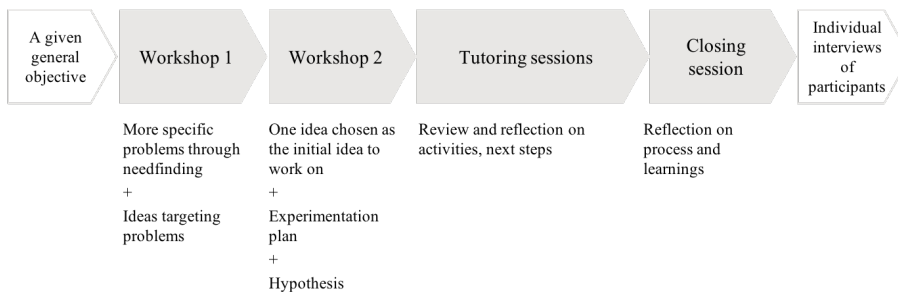 A given
general
objective
Workshop 1
Workshop 2
Tutoring sessions
Closing
session
Individual
interviews
of
participants
More specific
problems through
needfinding
+
Ideas targeting
problems
One idea chosen as
the initial idea to
work on
+
Experimentation
plan
+
Hypothesis
Review and reflection on
activities, next steps
Reflection on
process and
learnings